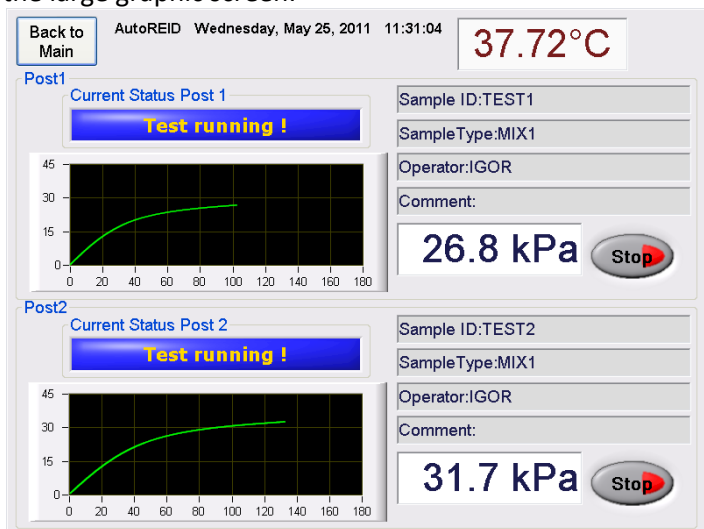 the large graphic screen.
Back to
Main
AutoREID Wednesday, May 25, 2011 11:31:04
37.72°C
Post1
Current Status Post 1
Test running !
45
30
15
0
0 20 40 60 80 100 120 140 160 180
Sample ID:TEST1
SampleType:MIX1
Operator:IGOR
Comment:
26.8 kPa
Stop
Post2
Current Status Post 2
Test running !
45
30
15
0
0 20 40 60 80 100 120 140 160 180
Sample ID:TEST2
SampleType:MIX1
Operator:IGOR
Comment:
31.7 kPa
Stop